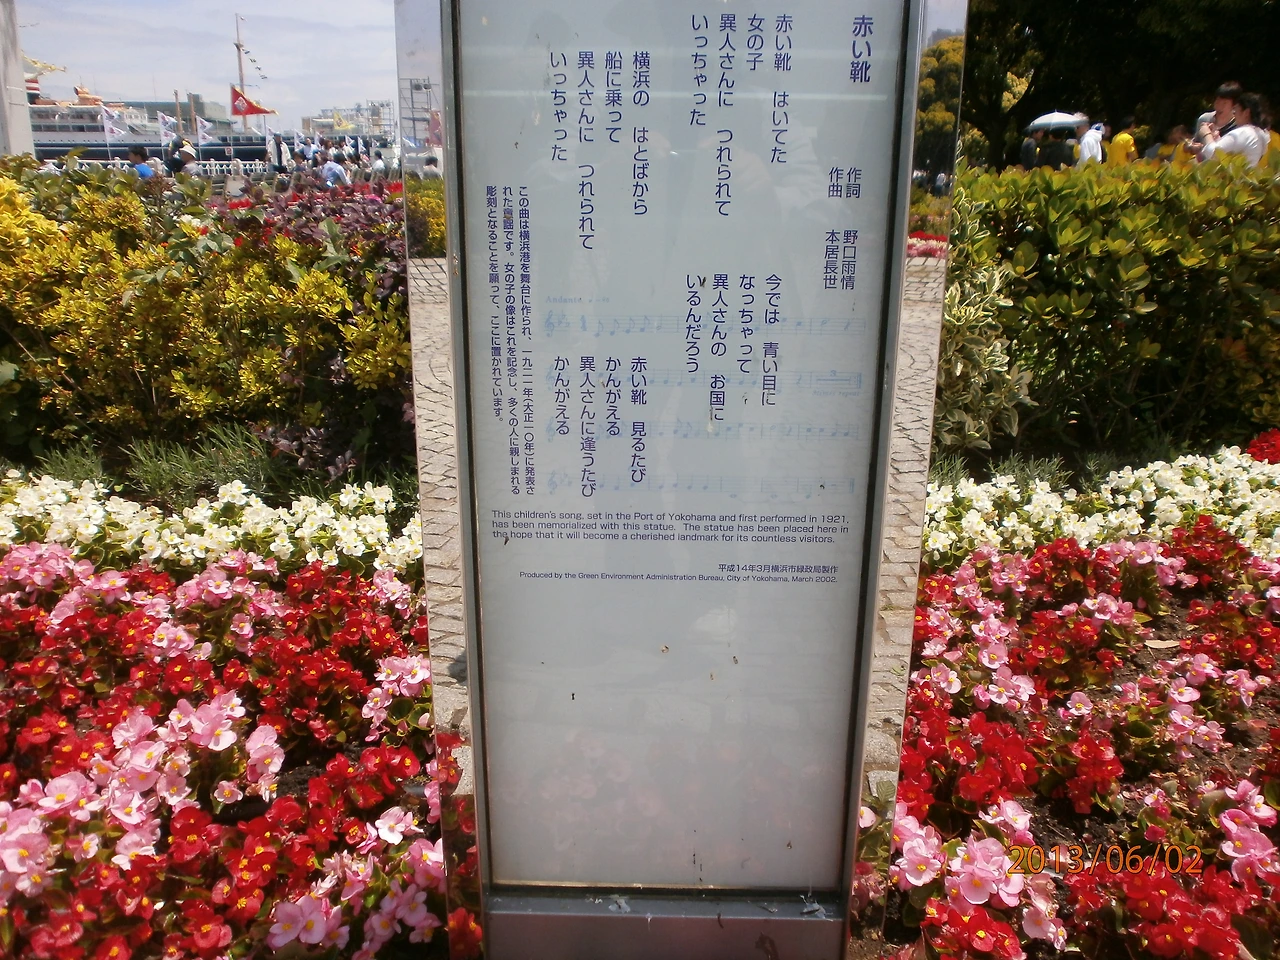 赤い靴
作詞 野口雨情
作曲 本居長世
赤い靴 はいてた
女の子
異人さんに つれられて
いっちゃった
横浜の はとばから
船に乗って
異人さんに つれられて
いっちゃった
今では 青い目に
なっちゃって
異人さんの お国に
いるんだろう
赤い靴 見るたび
かんがえる
異人さんに逢うたび
かんがえる
この曲は横浜港を舞台に作られ、一九二一年(大正一〇年)に発表さ
れた童謡です。女の子の像はこれを記念し、多くの人に親しまれる
彫刻となることを願って、ここに置かれています。
This children's song, set in the Port of Yokohama and first performed in 1921,
has been memorialized with this statue. The statue has been placed here in
the hope that it will become a cherished landmark for its countless visitors.
平成14年3月横浜市緑政局製作
Produced by the Green Environment Administration Bureau, City of Yokohama, March 2002.
2013/06/02